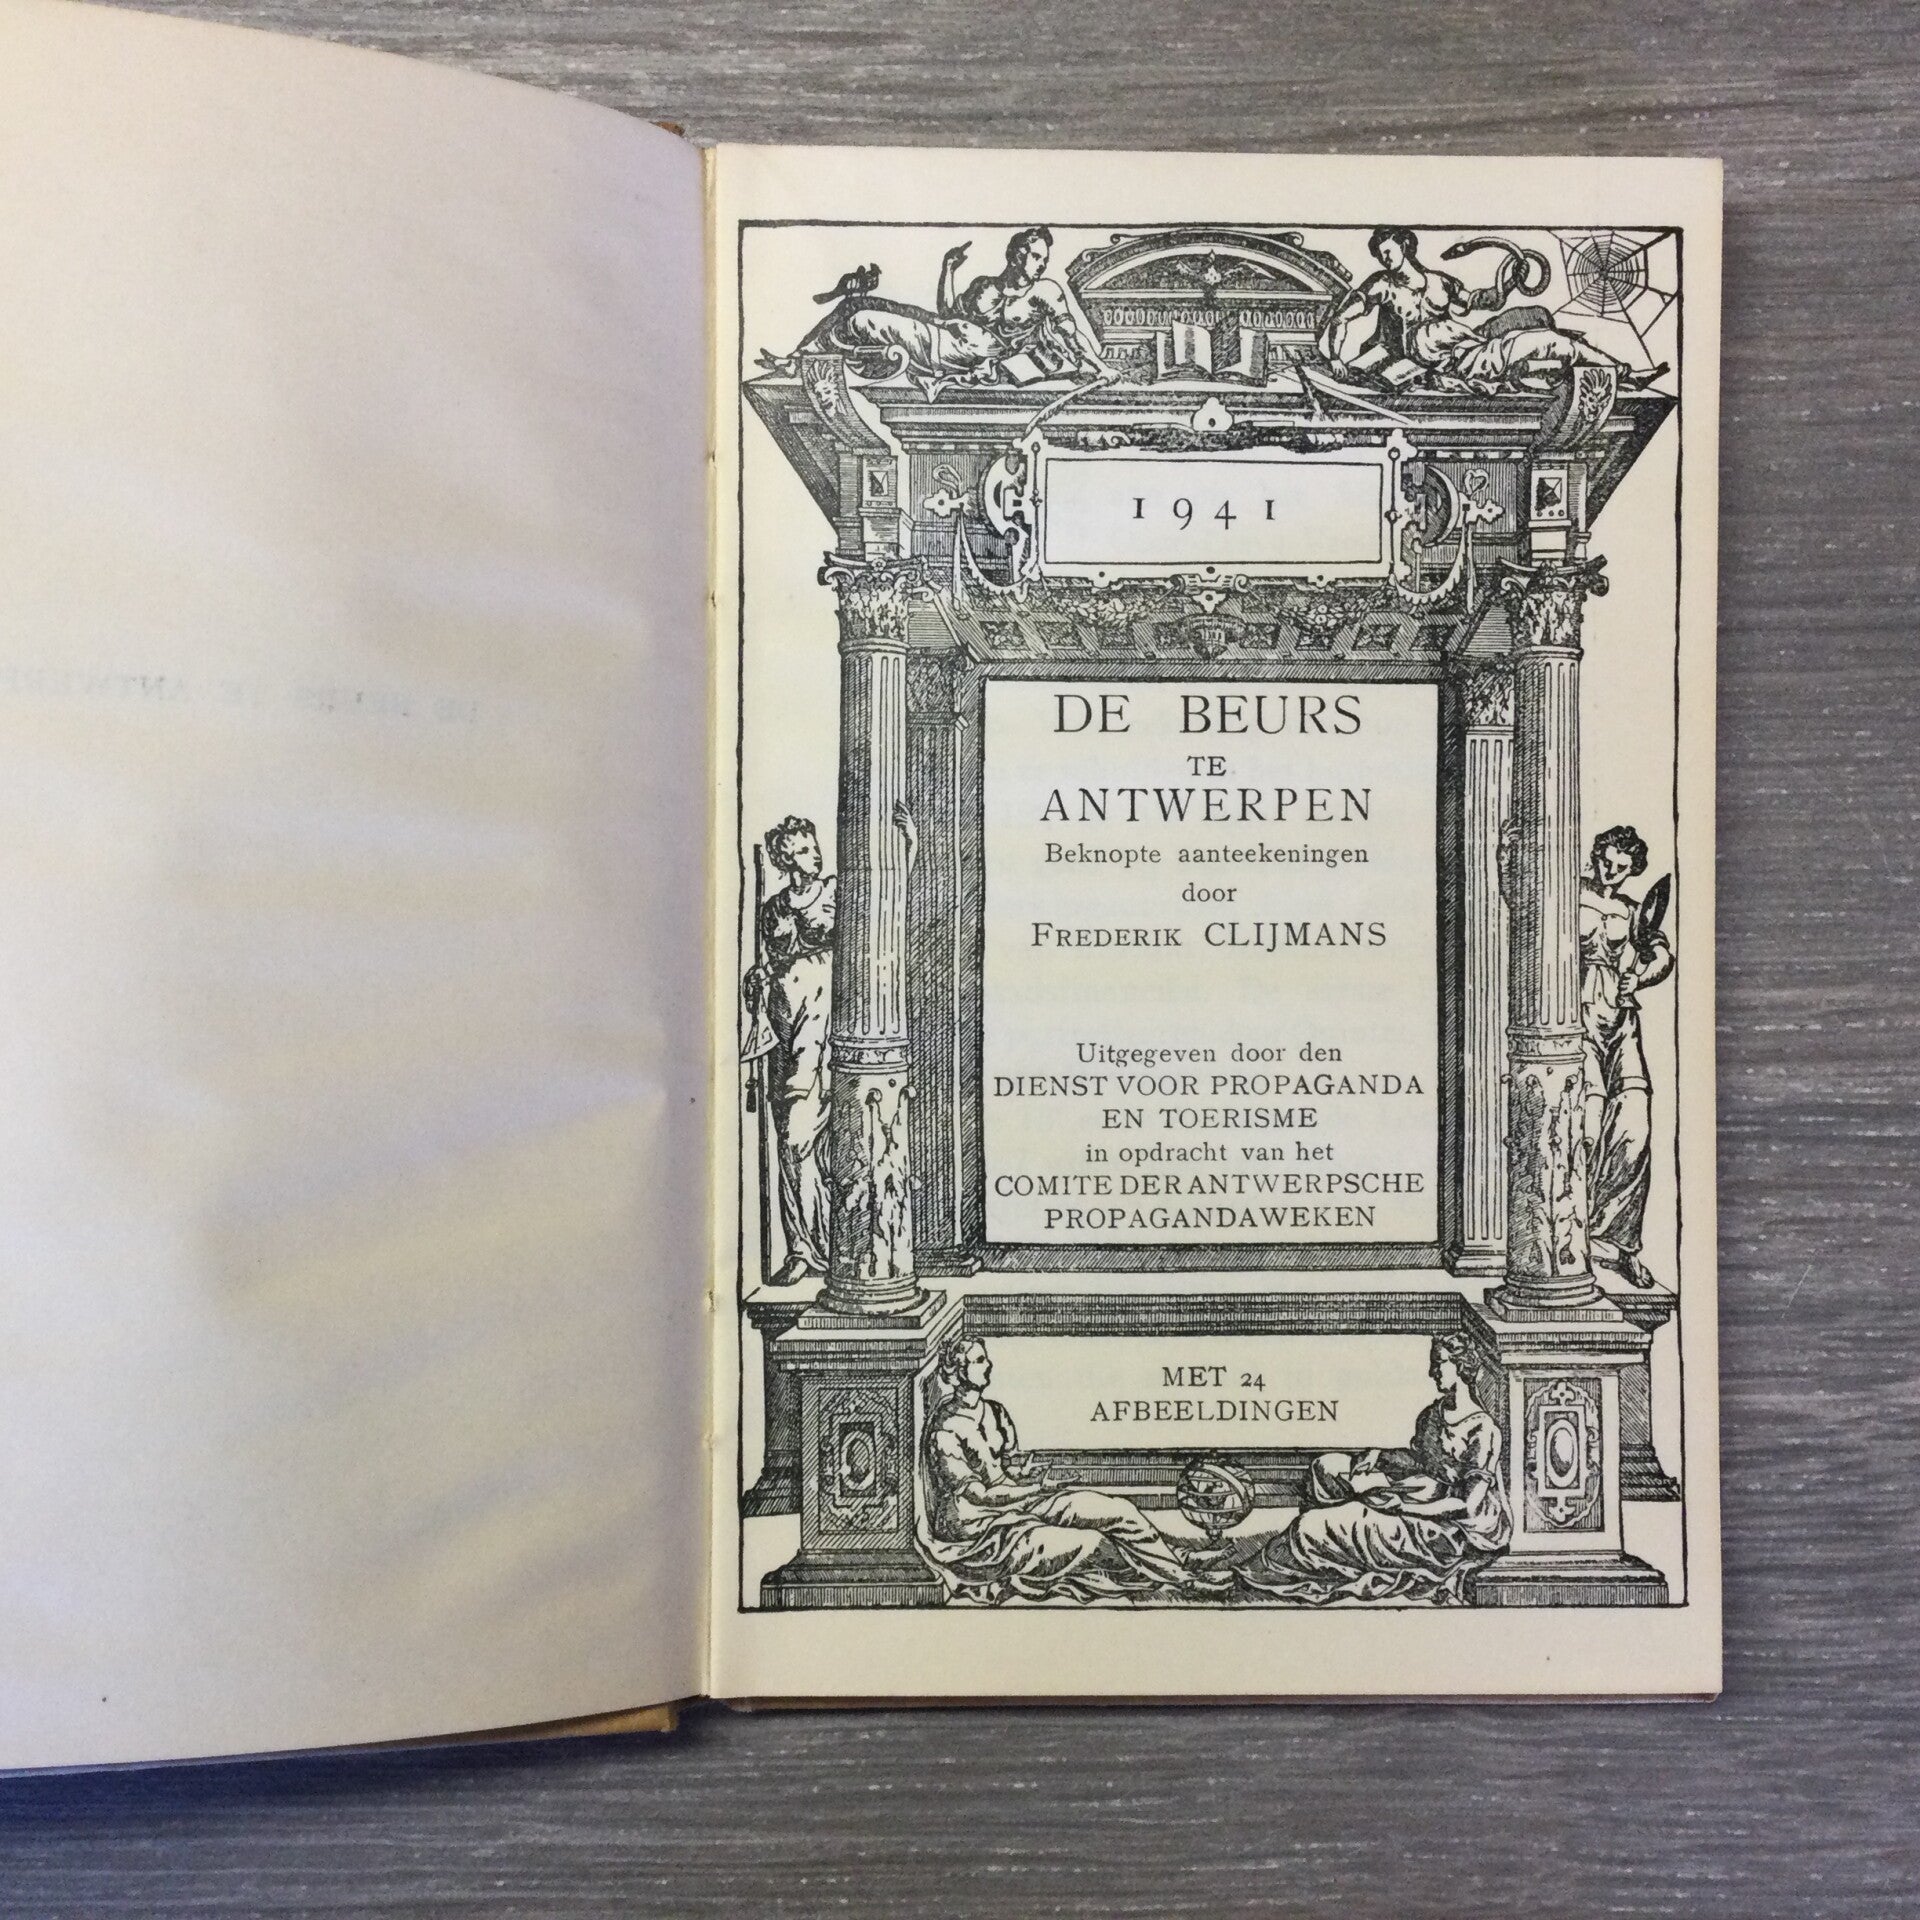 1941
DE BEURS
TE
ANTWERPEN
Beknopte aanteekeningen
door
FREDERIK CLIJMANS
Uitgegeven door den
DIENST VOOR PROPAGANDA
EN TOERISME
in opdracht van het
COMITE DER ANTWERPSCHE
PROPAGANDAWEKEN
MET 24
AFBEELDINGEN